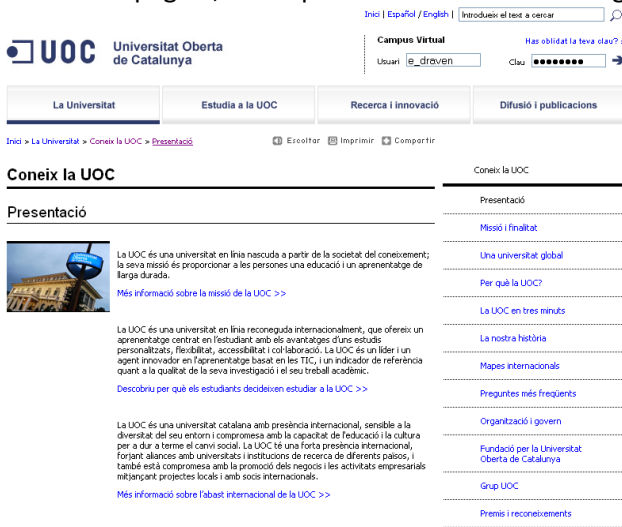 Inici | Español / English | Introdueix el text a cercar
UOC Universitat Oberta
de Catalunya
Campus Virtual
Has oblidat la teva clau?
Usuari e_draven Clau ●●●●●●●●
La Universitat Estudia a la UOC Recerca i innovació Difusió i publicacions
Inici > La Universitat > Coneix la UOC > Presentació
Escoltar Imprimir Compartir
Coneix la UOC
Presentació
La UOC és una universitat en línia nascuda a partir de la societat del coneixement;
la seva missió és proporcionar a les persones una educació i un aprenentatge de
llarga durada.
Més informació sobre la missió de la UOC >>
La UOC és una universitat en línia reconeguda internacionalment, que ofereix un
aprenentatge centrat en l'estudiant amb els avantatges d'uns estudis
personalitzats, flexibilitat, accessibilitat i col·laboració. La UOC és un líder i un
agent innovador en l'aprenentatge basat en les TIC, i un indicador de referència
quant a la qualitat de la seva investigació i el seu treball acadèmic.
Descobriu per què els estudiants decideixen estudiar a la UOC >>
La UOC és una universitat catalana amb presència internacional, sensible a la
diversitat del seu entorn i compromesa amb la capacitat de l'educació i la cultura
per a dur a terme el canvi social. La UOC té una forta presència internacional,
forjant aliances amb universitats i institucions de recerca de diferents països, i
també està compromesa amb la promoció dels negocis i les activitats empresarials
mitjançant projectes locals i amb socis internacionals.
Més informació sobre l'abast internacional de la UOC >>
Coneix la UOC
Presentació
Missió i finalitat
Una universitat global
Per què la UOC?
La UOC en tres minuts
La nostra història
Mapes internacionals
Preguntes més freqüents
Organització i govern
Fundació per la Universitat
Oberta de Catalunya
Grup UOC
Premis i reconeixements